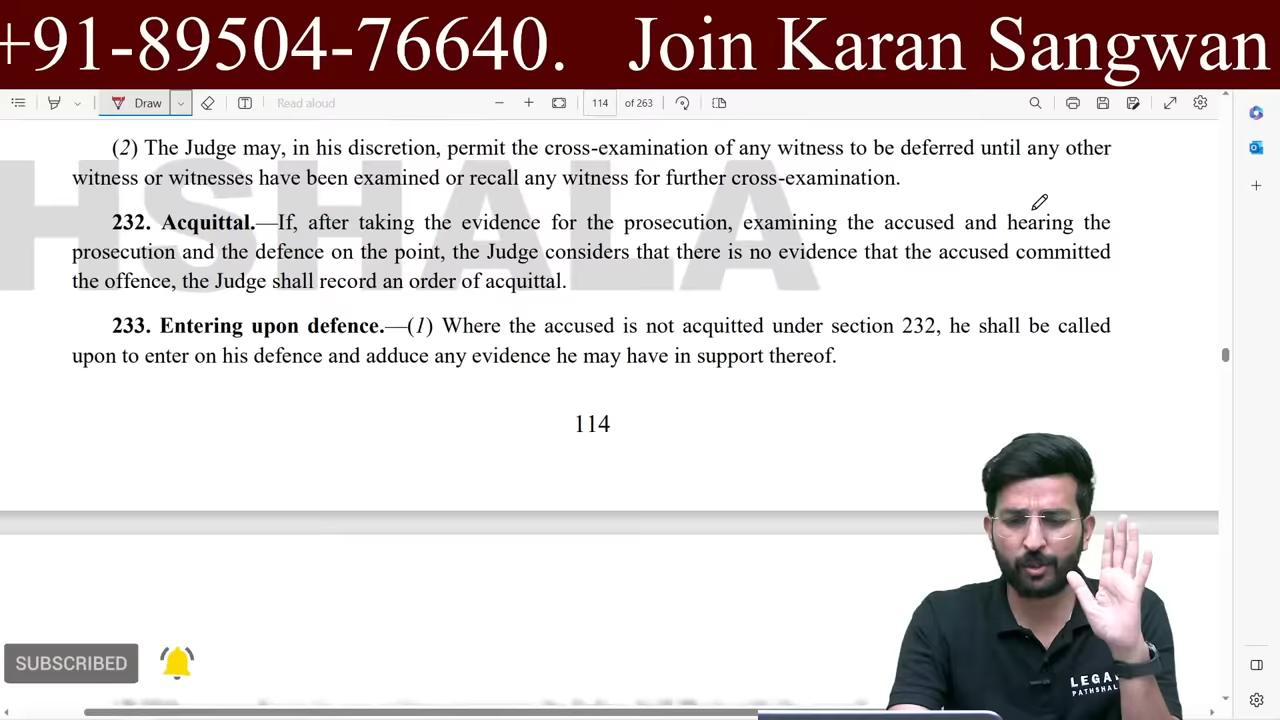 +91-89504-76640. Join Karan Sangwan
Draw
Read aloud
114 of 263
(2) The Judge may, in his discretion, permit the cross-examination of any witness to be deferred until any other
witness or witnesses have been examined or recall any witness for further cross-examination.
HSHALA
232. Acquittal.—If, after taking the evidence for the prosecution, examining the accused and hearing the
prosecution and the defence on the point, the Judge considers that there is no evidence that the accused committed
the offence, the Judge shall record an order of acquittal.
233. Entering upon defence.—(1) Where the accused is not acquitted under section 232, he shall be called
upon to enter on his defence and adduce any evidence he may have in support thereof.
114
SUBSCRIBED
LEGAL
PATHSHALA